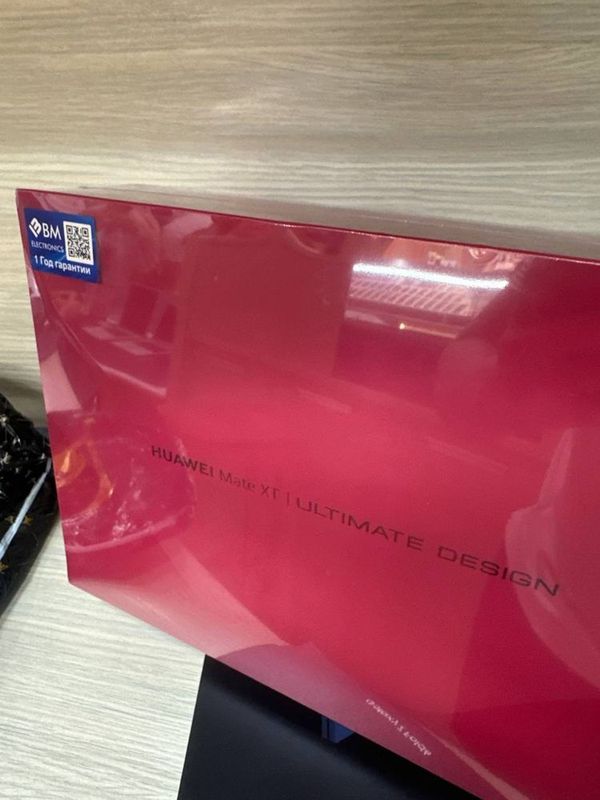 BM
ELECTRONICS
1 Год гарантии
HUAWEI Mate XT | ULTIMATE DESIGN